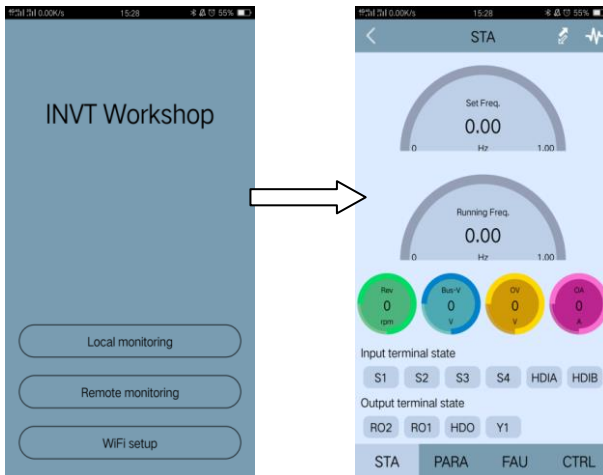 0.00K/s 15:28 55%
INVT Workshop
Local monitoring
Remote monitoring
WiFi setup
0.00K/s 15:28 55%
STA
Set Freq.
0.00
0 Hz 1.00
Running Freq.
0.00
0 Hz 1.00
Rev Bus-V OV OA
0 0 0 0
rpm V V A
Input terminal state
S1 S2 S3 S4 HDIA HDIB
Output terminal state
RO2 RO1 HDO Y1
STA PARA FAU CTRL